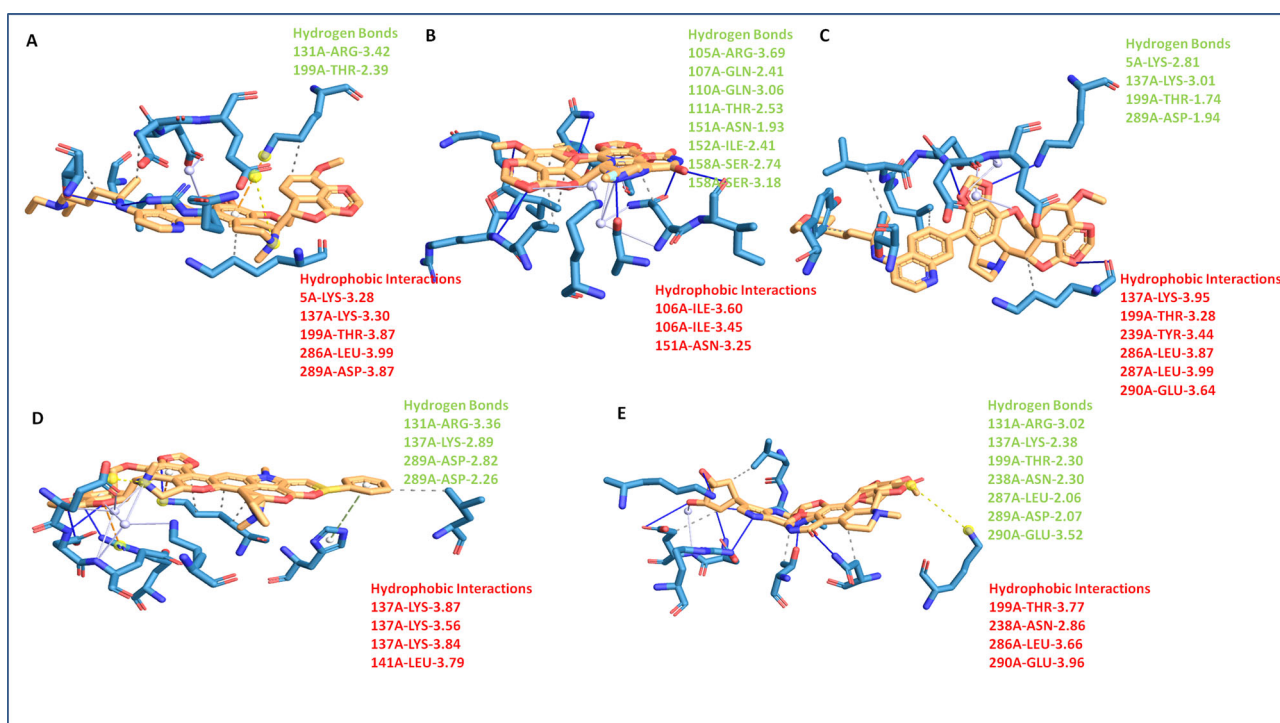 A
Hydrogen Bonds
131A-ARG-3.42
199A-THR-2.39
Hydrophobic Interactions
5A-LYS-3.28
137A-LYS-3.30
199A-THR-3.87
286A-LEU-3.99
289A-ASP-3.87
B
Hydrogen Bonds
105A-ARG-3.69
107A-GLN-2.41
110A-GLN-3.06
111A-THR-2.53
151A-ASN-1.93
152A-ILE-2.41
158A-SER-2.74
158A-SER-3.18
Hydrophobic Interactions
106A-ILE-3.60
106A-ILE-3.45
151A-ASN-3.25
C
Hydrogen Bonds
5A-LYS-2.81
137A-LYS-3.01
199A-THR-1.74
289A-ASP-1.94
Hydrophobic Interactions
137A-LYS-3.95
199A-THR-3.28
239A-TYR-3.44
286A-LEU-3.87
287A-LEU-3.99
290A-GLU-3.64
D
Hydrogen Bonds
131A-ARG-3.36
137A-LYS-2.89
289A-ASP-2.82
289A-ASP-2.26
Hydrophobic Interactions
137A-LYS-3.87
137A-LYS-3.56
137A-LYS-3.84
141A-LEU-3.79
E
Hydrogen Bonds
131A-ARG-3.02
137A-LYS-2.38
199A-THR-2.30
238A-ASN-2.30
287A-LEU-2.06
289A-ASP-2.07
290A-GLU-3.52
Hydrophobic Interactions
199A-THR-3.77
238A-ASN-2.86
286A-LEU-3.66
290A-GLU-3.96